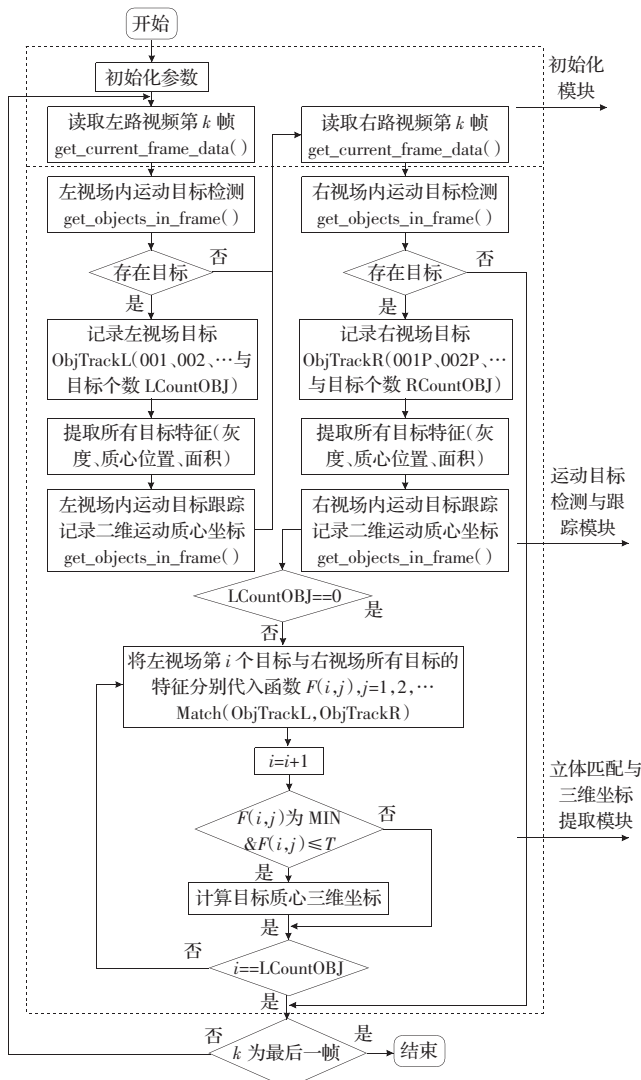 开始
初始化参数
初始化
模块
读取左路视频第 k 帧
get_current_frame_data( )
读取右路视频第 k 帧
get_current_frame_data( )
左视场内运动目标检测
get_objects_in_frame( )
右视场内运动目标检测
get_objects_in_frame( )
存在目标
否
是
存在目标
否
是
记录左视场目标
ObjTrackL(001、002、…与
目标个数 LCountOBJ)
记录右视场目标
ObjTrackR(001P、002P、…
与目标个数 RCountOBJ)
提取所有目标特征(灰
度、质心位置、面积)
提取所有目标特征(灰
度、质心位置、面积)
左视场内运动目标跟踪
记录二维运动质心坐标
get_objects_in_frame( )
右视场内运动目标跟踪
记录二维运动质心坐标
get_objects_in_frame( )
运动目标
检测与跟
踪模块
LCountOBJ==0
是
否
将左视场第 i 个目标与右视场所有目标的
特征分别代入函数 F(i,j),j=1,2,…
Match(ObjTrackL,ObjTrackR)
i=i+1
立体匹配与
三维坐标
提取模块
F(i,j)为 MIN
&F(i,j)≤T
否
是
计算目标质心三维坐标
是
否
i==LCountOBJ
是
否
k 为最后一帧
是
结束